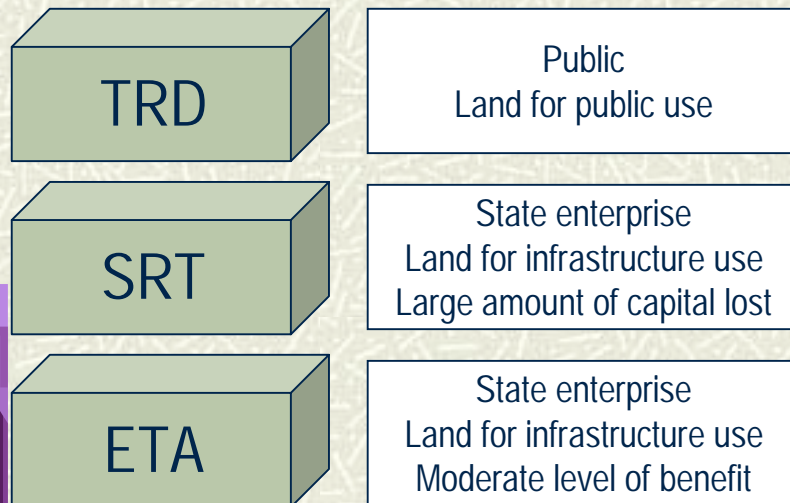 TRD
Public
Land for public use
SRT
State enterprise
Land for infrastructure use
Large amount of capital lost
ETA
State enterprise
Land for infrastructure use
Moderate level of benefit